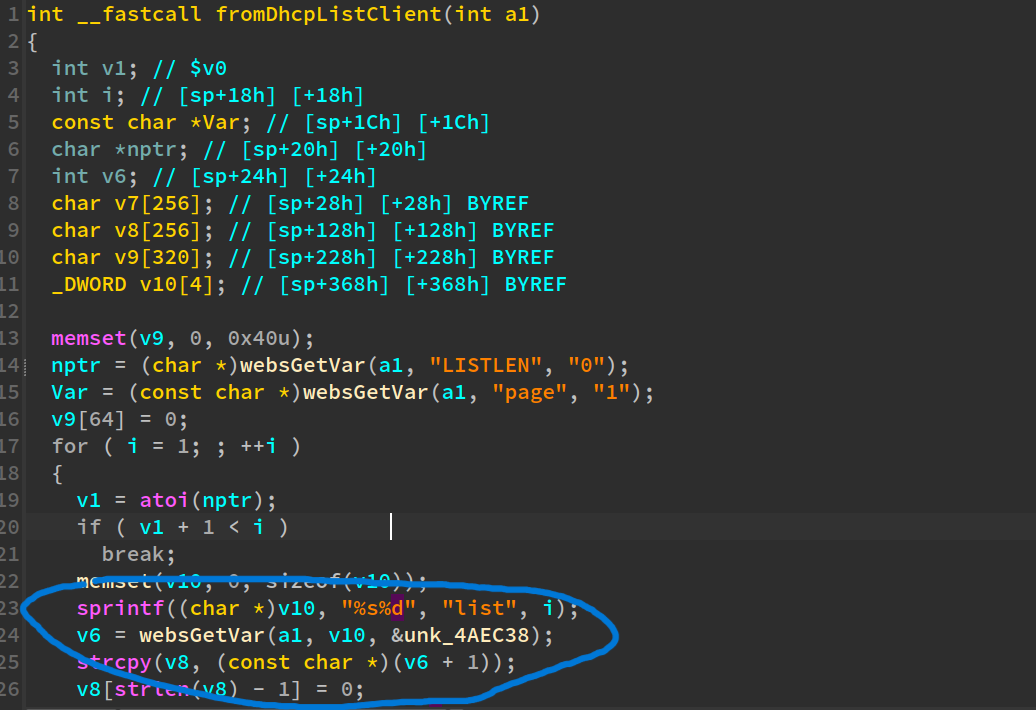 1 int __fastcall fromDhcpListClient(int a1)
2 {
3 int v1; // $v0
4 int i; // [sp+18h] [+18h]
5 const char *Var; // [sp+1Ch] [+1Ch]
6 char *nptr; // [sp+20h] [+20h]
7 int v6; // [sp+24h] [+24h]
8 char v7[256]; // [sp+28h] [+28h] BYREF
9 char v8[256]; // [sp+128h] [+128h] BYREF
10 char v9[320]; // [sp+228h] [+228h] BYREF
11 _DWORD v10[4]; // [sp+368h] [+368h] BYREF
12
13 memset(v9, 0, 0x40u);
14 nptr = (char *)websGetVar(a1, "LISTLEN", "0");
15 Var = (const char *)websGetVar(a1, "page", "1");
16 v9[64] = 0;
17 for ( i = 1; ; ++i )
18 {
19 v1 = atoi(nptr);
20 if ( v1 + 1 < i )
21 break;
22 memset(v10, 0, sizeof(v10));
23 sprintf((char *)v10, "%s%d", "list", i);
24 v6 = websGetVar(a1, v10, &unk_4AEC38);
25 strcpy(v8, (const char *)(v6 + 1));
26 v8[strlen(v8) - 1] = 0;